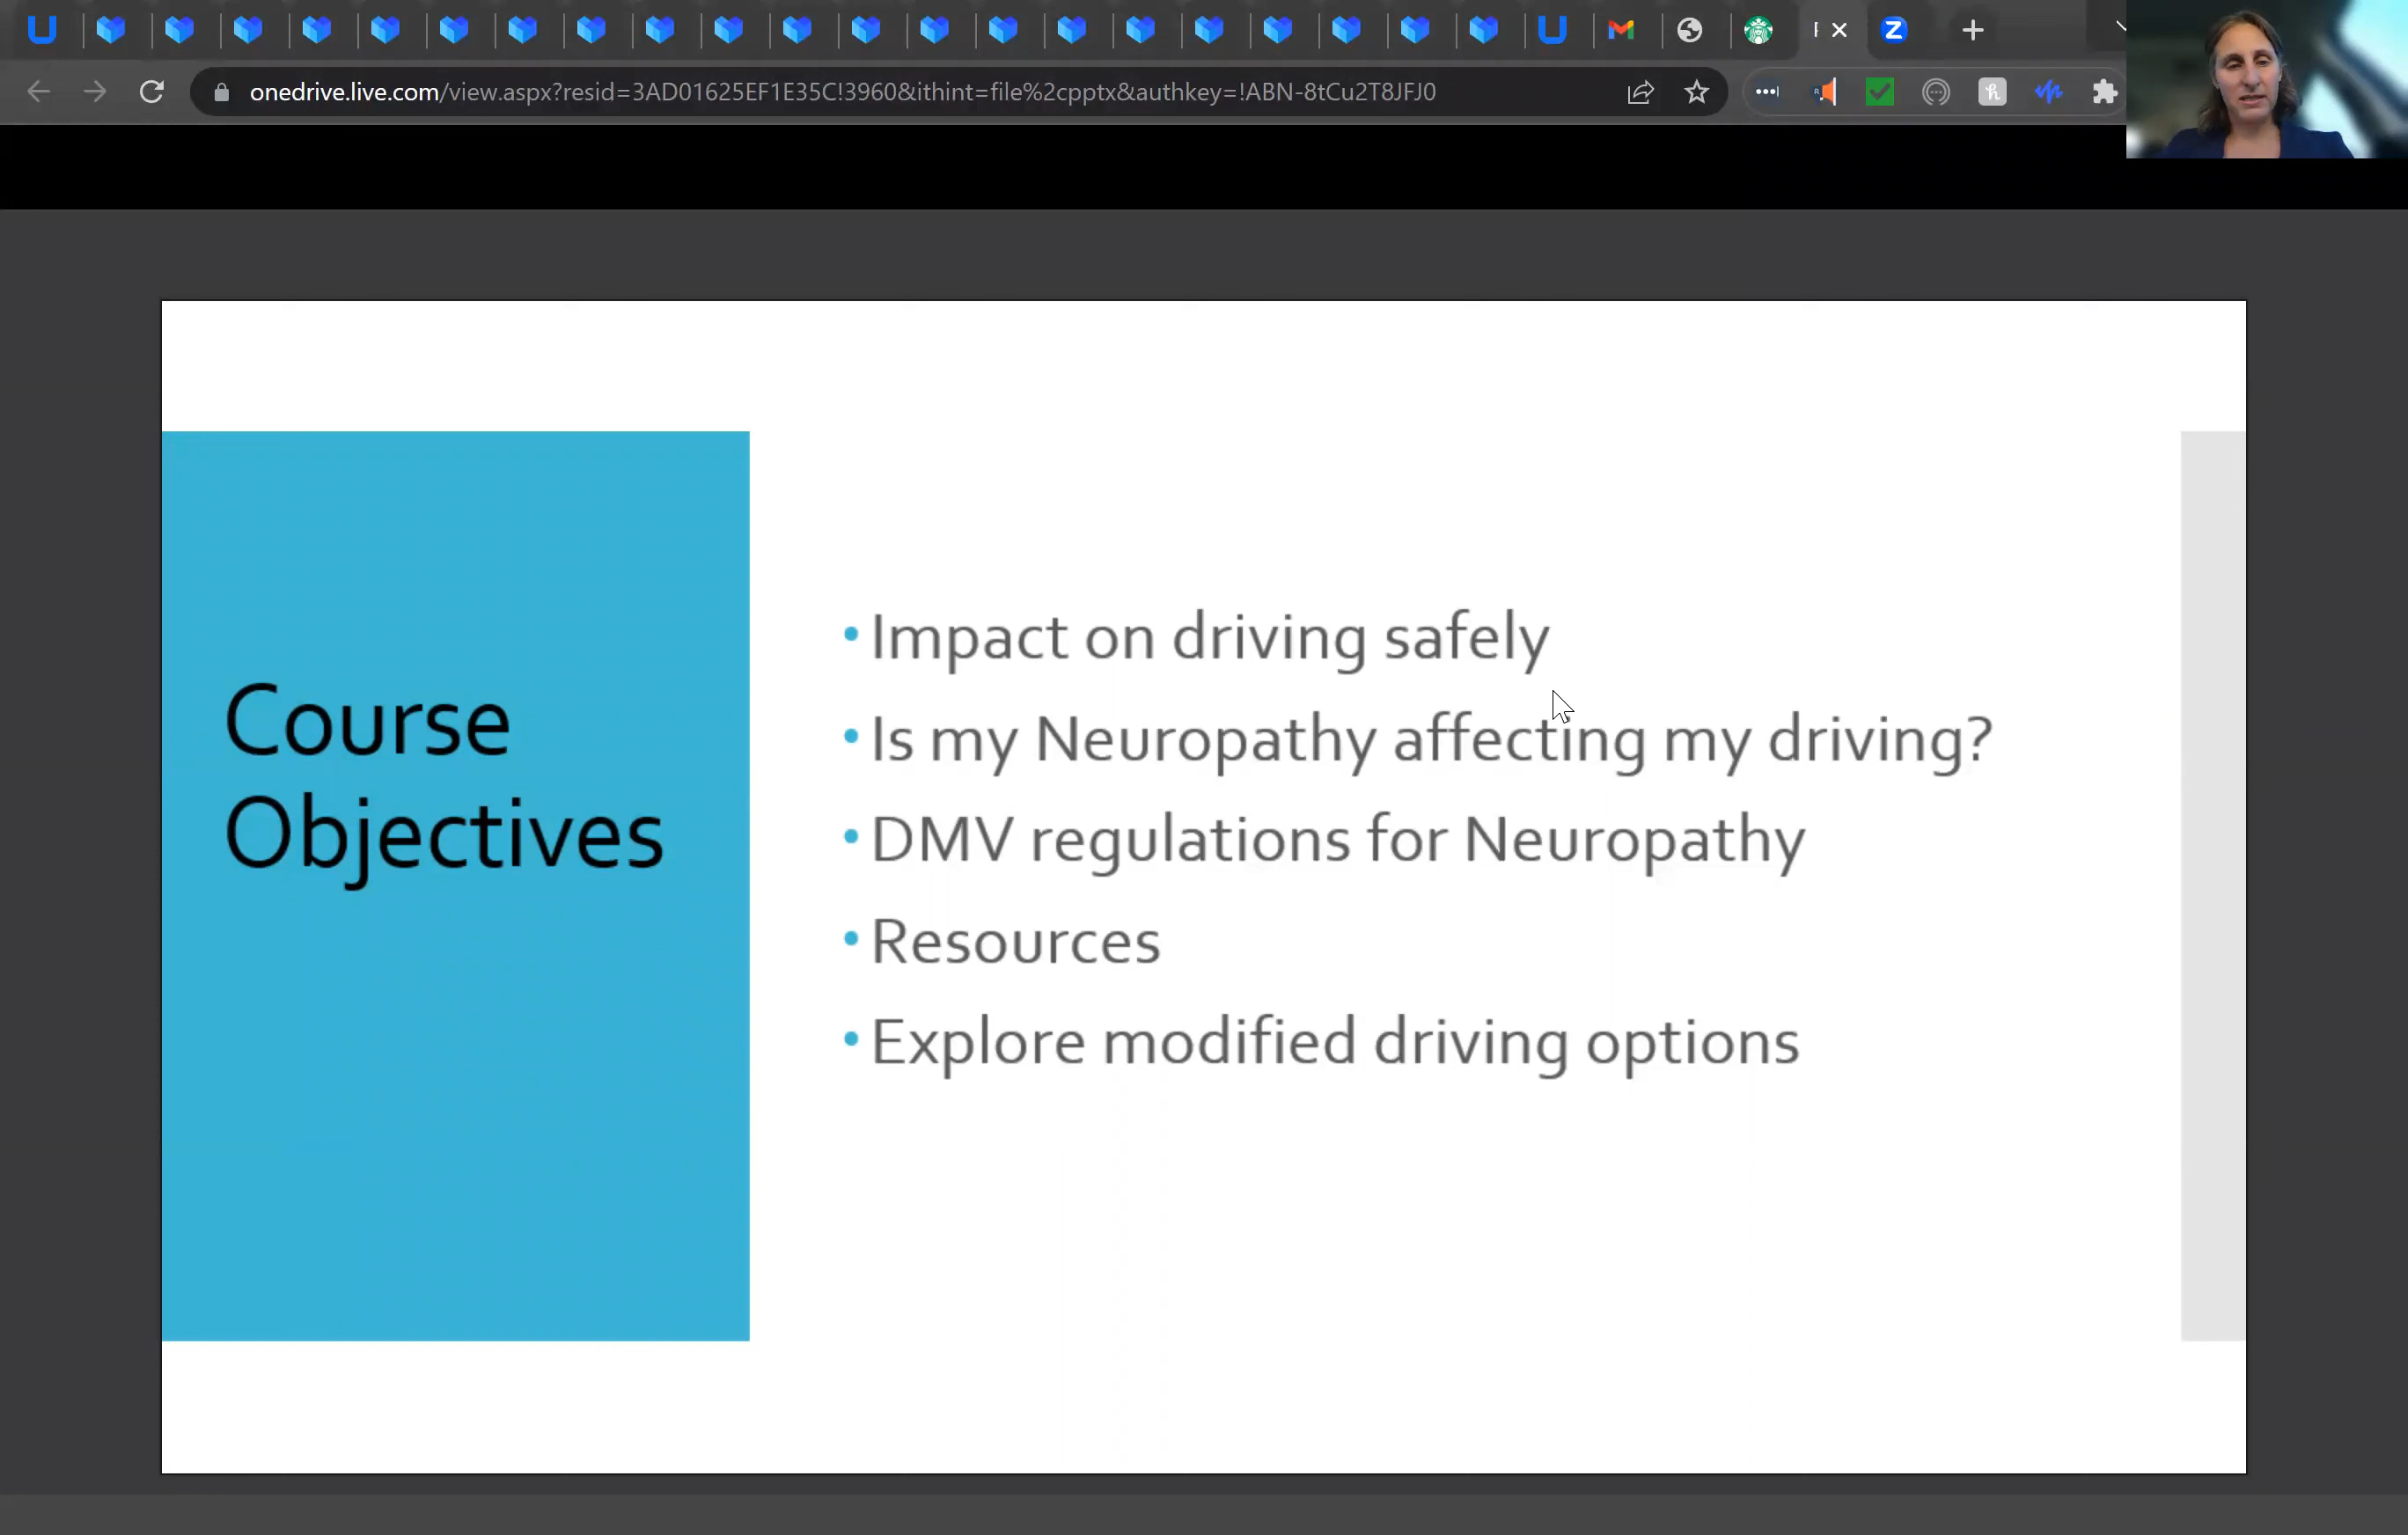 onedrive.live.com/view.aspx?resid=3AD01625EF1E35C!3960&ithint=file%2cpptx&authkey=!ABN-8tCu2T8JFJ0
Course
Objectives
• Impact on driving safely
• Is my Neuropathy affecting my driving?
• DMV regulations for Neuropathy
• Resources
• Explore modified driving options